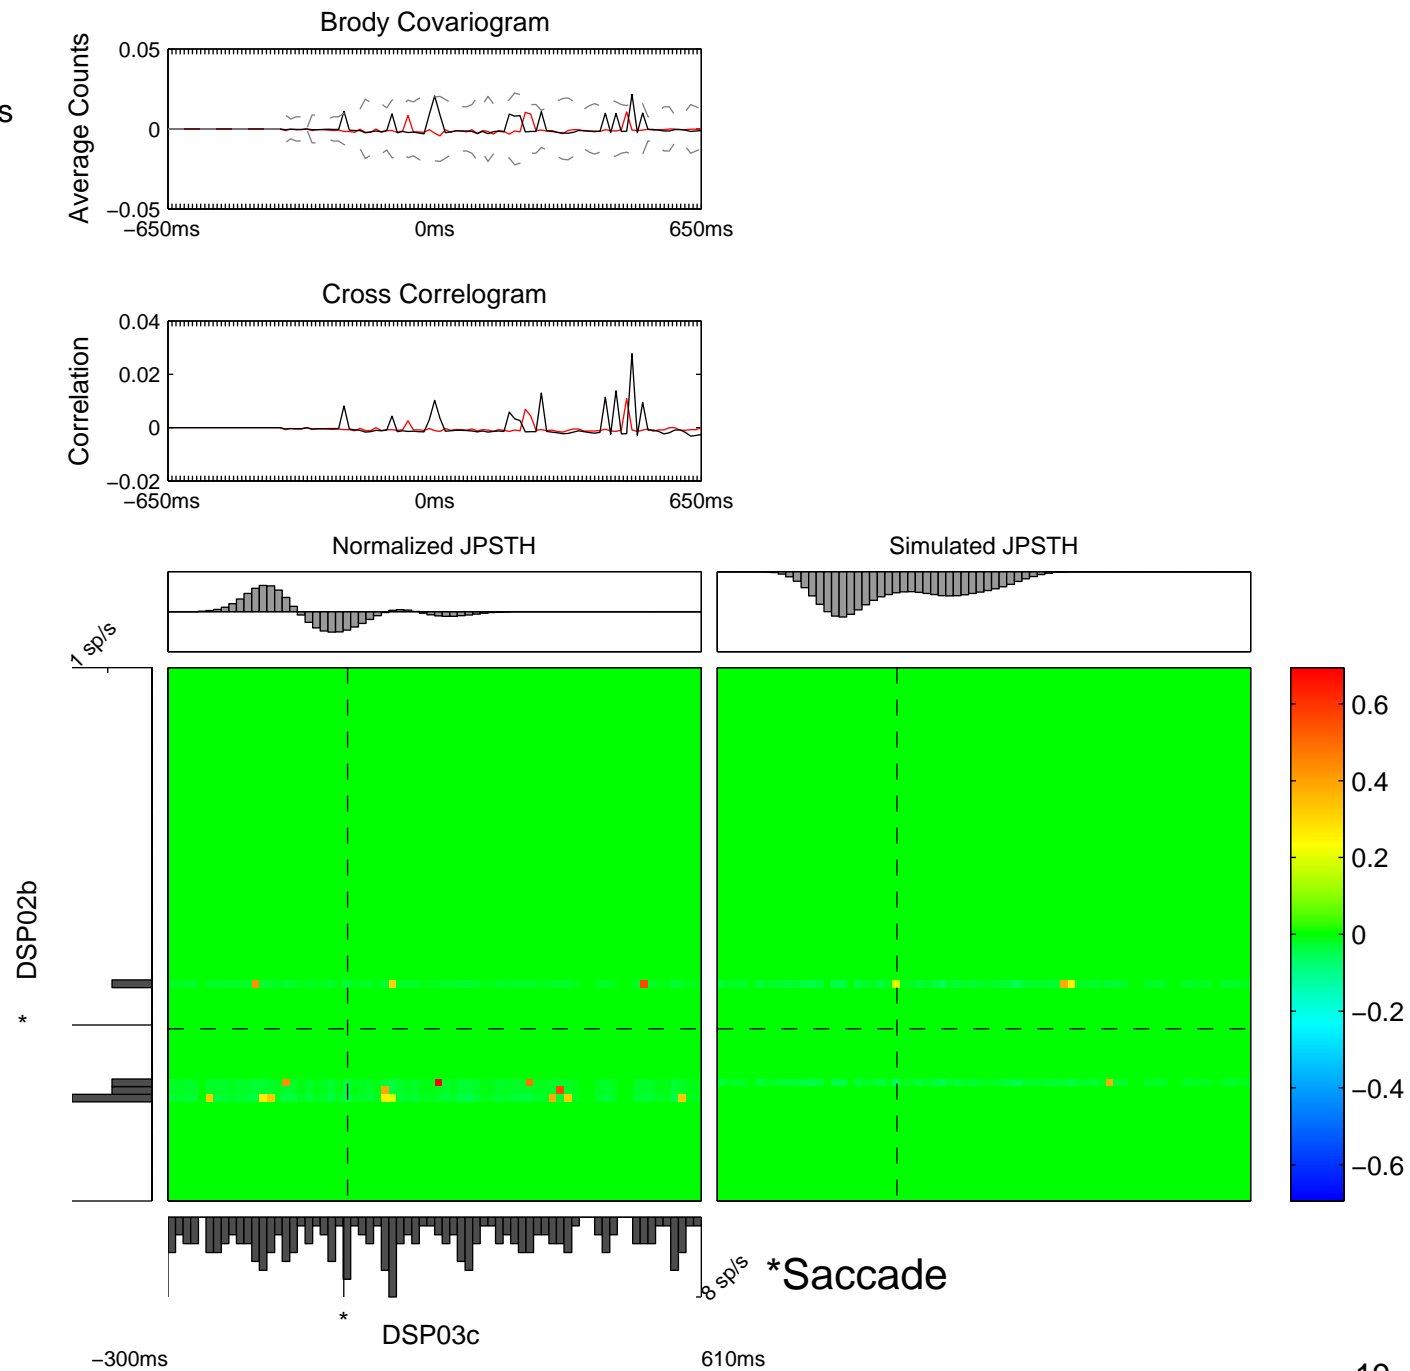 Brody Covariogram
s
Average Counts
0.05
0
−0.05
−650ms 0ms 650ms
Cross Correlogram
Correlation
0.04
0.02
0
−0.02
−650ms 0ms 650ms
Normalized JPSTH
Simulated JPSTH
1 sp/s
DSP02b
*
0.6
0.4
0.2
0
−0.2
−0.4
−0.6
8 sp/s
*Saccade
*
DSP03c
−300ms 610ms